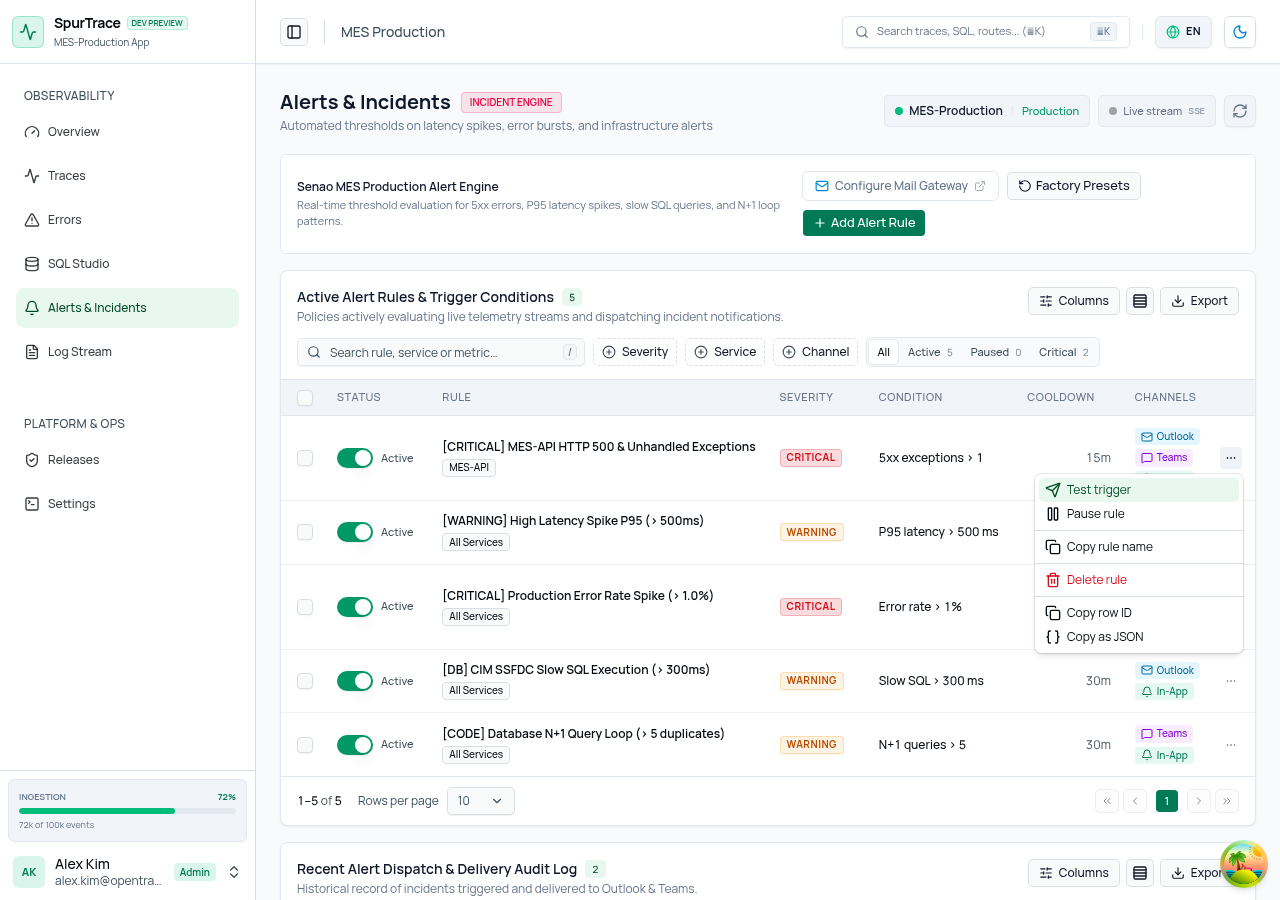 SpurTrace DEV PREVIEW
MES-Production App
MES Production
Search traces, SQL, routes... (⌘K) ⌘K
EN
OBSERVABILITY
Overview
Traces
Errors
SQL Studio
Alerts & Incidents
Log Stream
PLATFORM & OPS
Releases
Settings
INGESTION 72%
72k of 100k events
AK
Alex Kim
alex.kim@opentra...
Admin
Alerts & Incidents INCIDENT ENGINE
Automated thresholds on latency spikes, error bursts, and infrastructure alerts
MES-Production Production
Live stream SSE
Senao MES Production Alert Engine
Real-time threshold evaluation for 5xx errors, P95 latency spikes, slow SQL queries, and N+1 loop
patterns.
Configure Mail Gateway
Factory Presets
Add Alert Rule
Active Alert Rules & Trigger Conditions 5
Policies actively evaluating live telemetry streams and dispatching incident notifications.
Columns
Export
Search rule, service or metric... /
Severity
Service
Channel
All Active 5 Paused 0 Critical 2
STATUS RULE SEVERITY CONDITION COOLDOWN CHANNELS
Active [CRITICAL] MES-API HTTP 500 & Unhandled Exceptions CRITICAL 5xx exceptions > 1 15m Outlook
MES-API Teams
Active [WARNING] High Latency Spike P95 (> 500ms) WARNING P95 latency > 500 ms
All Services
Active [CRITICAL] Production Error Rate Spike (> 1.0%) CRITICAL Error rate > 1%
All Services
Active [DB] CIM SSFDC Slow SQL Execution (> 300ms) WARNING Slow SQL > 300 ms 30m Outlook
All Services In-App
Active [CODE] Database N+1 Query Loop (> 5 duplicates) WARNING N+1 queries > 5 30m Teams
All Services In-App
Test trigger
Pause rule
Copy rule name
Delete rule
Copy row ID
Copy as JSON
1–5 of 5 Rows per page 10
1
Recent Alert Dispatch & Delivery Audit Log 2
Historical record of incidents triggered and delivered to Outlook & Teams.
Columns
Expor